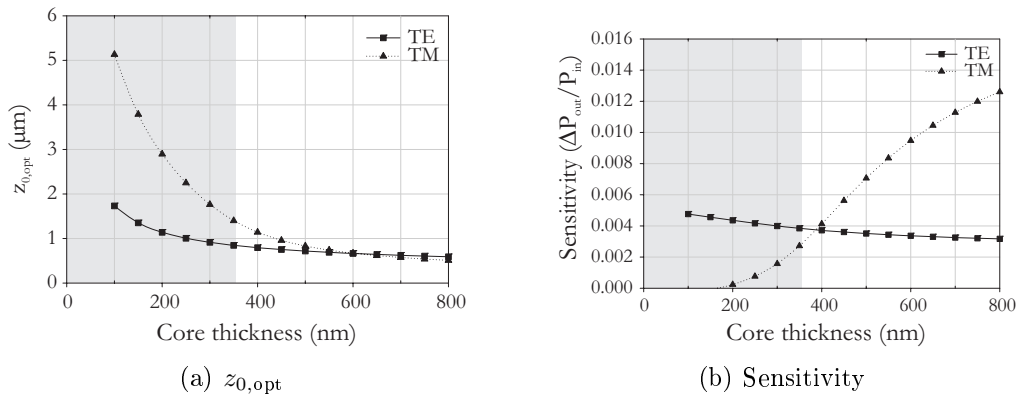 6
5
4
3
2
1
0
z0,opt (μm)
TE
TM
0 200 400 600 800
Core thickness (nm)
(a) z0,opt
0.016
0.014
0.012
0.010
0.008
0.006
0.004
0.002
0.000
Sensitivity (ΔPout/Pin)
TE
TM
0 200 400 600 800
Core thickness (nm)
(b) Sensitivity